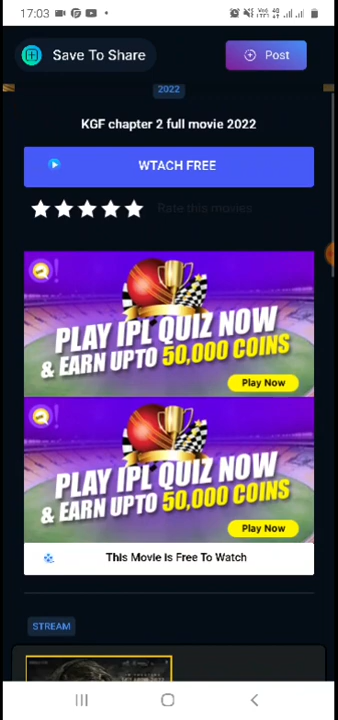 17:03
Save To Share
Post
2022
KGF chapter 2 full movie 2022
WTACH FREE
Rate this movies
PLAY IPL QUIZ NOW
& EARN UPTO 50,000 COINS
Play Now
PLAY IPL QUIZ NOW
& EARN UPTO 50,000 COINS
Play Now
This Movie Is Free To Watch
STREAM